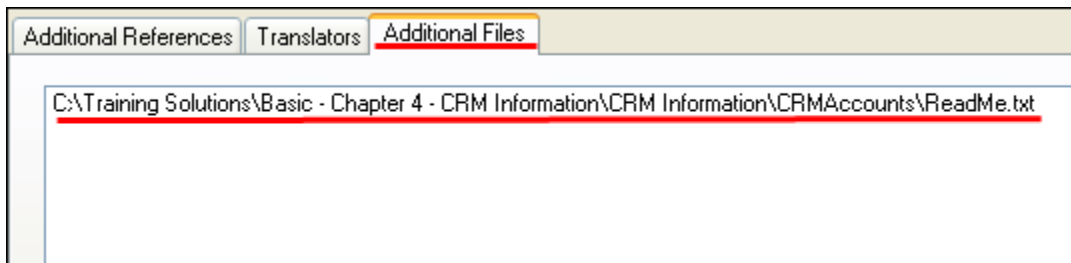 Additional References Translators Additional Files
C:\Training Solutions\Basic - Chapter 4 - CRM Information\CRM Information\CRMAccounts\ReadMe.txt